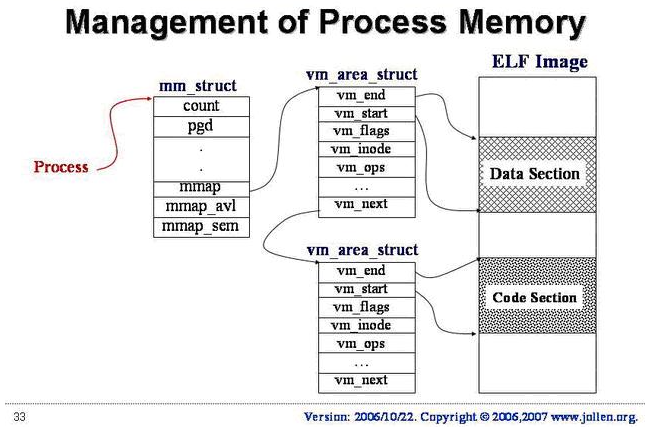 Management of Process Memory
ELF Image
vm_area_struct
mm_struct
count
pgd
.
.
mmap
mmap_avl
mmap_sem
Process
vm_end
vm_start
vm_flags
vm_inode
vm_ops
...
vm_next
Data Section
vm_area_struct
vm_end
vm_start
vm_flags
vm_inode
vm_ops
...
vm_next
Code Section
33
Version: 2006/10/22. Copyright © 2006,2007 www.jollen.org.